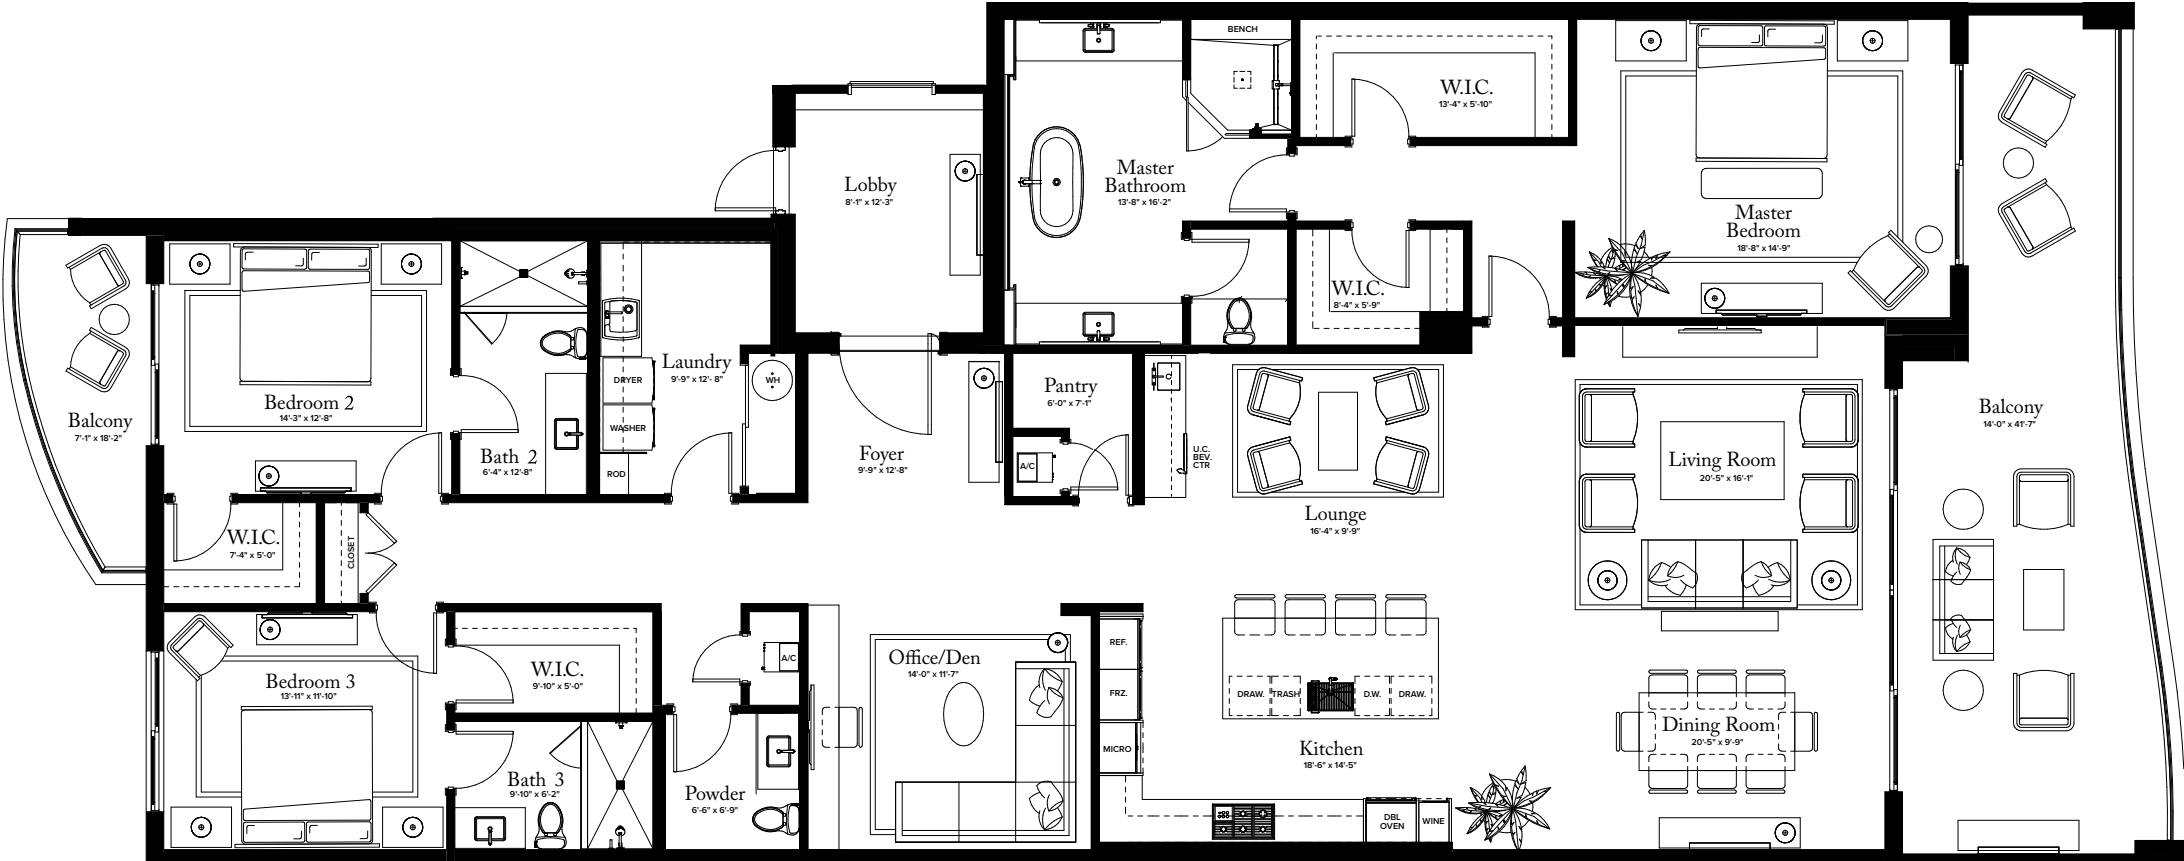 BENCH
W.I.C.
13'-4" x 5'-10"
Master
Bathroom
13'-8" x 16'-2"
Lobby
8'-1" x 12'-3"
Master
Bedroom
18'-8" x 14'-9"
W.I.C.
8'-4" x 5'-9"
Balcony
7'-1" x 18'-2"
Bedroom 2
14'-3" x 12'-8"
Bath 2
6'-4" x 12'-8"
Laundry
9'-9" x 12'- 8"
DRYER
WASHER
ROD
WH
Foyer
9'-9" x 12'-8"
Pantry
6'-0" x 7'-1"
A/C
U.C.
BEV.
CTR
Lounge
16'-4" x 9'-9"
Living Room
20'-5" x 16'-1"
Balcony
14'-0" x 41'-7"
W.I.C.
7'-4" x 5'-0"
CLOSET
Bedroom 3
13'-11" x 11'-10"
W.I.C.
9'-10" x 5'-0"
Bath 3
9'-10" x 6'-2"
A/C
Powder
6'-6" x 6'-9"
Office/Den
14'-0" x 11'-7"
REF.
FRZ.
MICRO
DRAW.
TRASH
D.W.
DRAW.
Kitchen
18'-6" x 14'-5"
DBL
OVEN
WINE
Dining Room
20'-5" x 9'-9"